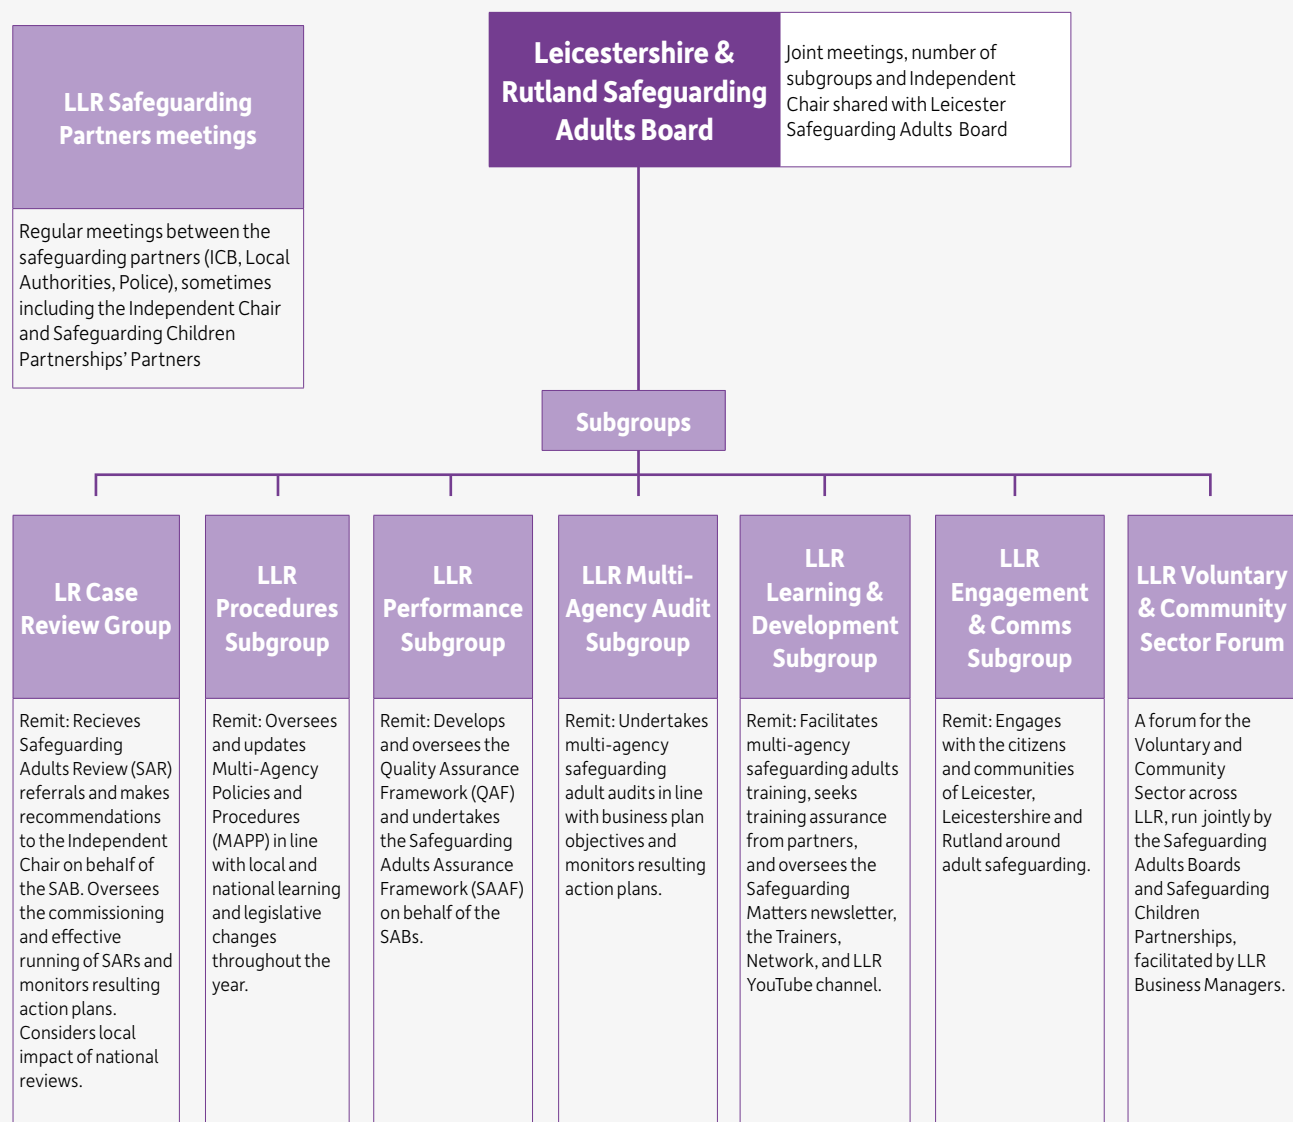 LLR Safeguarding
Partners meetings
Regular meetings between the
safeguarding partners (ICB, Local
Authorities, Police), sometimes
including the Independent Chair
and Safeguarding Children
Partnerships' Partners
Leicestershire &
Rutland Safeguarding
Adults Board
Joint meetings, number of
subgroups and Independent
Chair shared with Leicester
Safeguarding Adults Board
Subgroups
LR Case
Review Group
Remit: Recieves
Safeguarding
Adults Review (SAR)
referrals and makes
recommendations
to the Independent
Chair on behalf of
the SAB. Oversees
the commissioning
and effective
running of SARs and
monitors resulting
action plans.
Considers local
impact of national
reviews.
LLR
Procedures
Subgroup
Remit: Oversees
and updates
Multi-Agency
Policies and
Procedures
(MAPP) in line
with local and
national learning
and legislative
changes
throughout the
year.
LLR
Performance
Subgroup
Remit: Develops
and oversees the
Quality Assurance
Framework (QAF)
and undertakes
the Safeguarding
Adults Assurance
Framework (SAAF)
on behalf of the
SABs.
LLR Multi-
Agency Audit
Subgroup
Remit: Undertakes
multi-agency
safeguarding
adult audits in line
with business plan
objectives and
monitors resulting
action plans.
LLR
Learning &
Development
Subgroup
Remit: Facilitates
multi-agency
safeguarding adults
training, seeks
training assurance
from partners,
and oversees the
Safeguarding
Matters newsletter,
the Trainers,
Network, and LLR
YouTube channel.
LLR
Engagement
& Comms
Subgroup
Remit: Engages
with the citizens
and communities
of Leicester,
Leicestershire and
Rutland around
adult safeguarding.
LLR Voluntary
& Community
Sector Forum
A forum for the
Voluntary and
Community
Sector across
LLR, run jointly by
the Safeguarding
Adults Boards
and Safeguarding
Children
Partnerships,
facilitated by LLR
Business Managers.